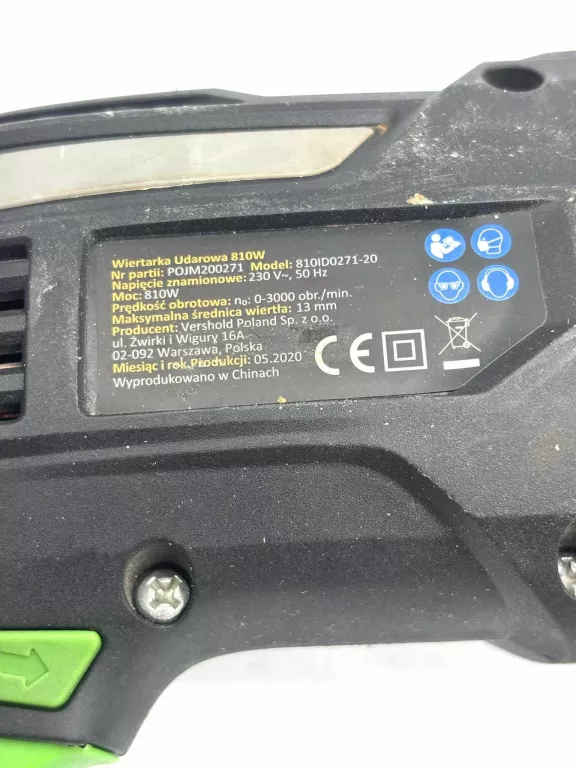 Wiertarka Udarowa 810W
Nr partii: POJM200271 Model: 810ID0271-20
Napięcie znamionowe: 230 V~, 50 Hz
Moc: 810W
Prędkość obrotowa: n₀: 0-3000 obr./min.
Maksymalna średnica wiertła: 13 mm
Producent: Vershold Poland Sp. z o.o.
ul. Żwirki i Wigury 16A
02-092 Warszawa, Polska
Miesiąc i rok Produkcji: 05.2020
Wyprodukowano w Chinach
CE